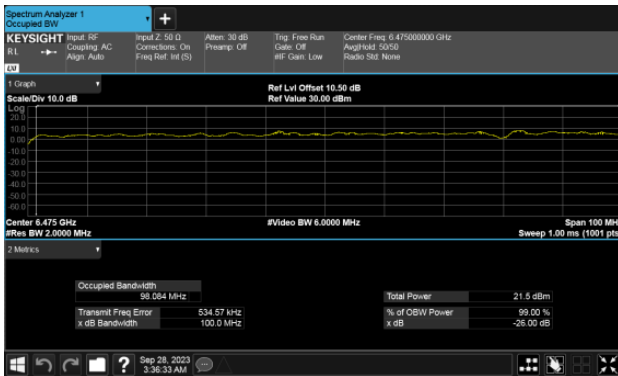 Spectrum Analyzer 1
Occupied BW
KEYSIGHT
R L
LXI
Input: RF
Coupling: AC
Align: Auto
Input Z: 50 Ω
Corrections: On
Freq Ref: Int (S)
Atten: 30 dB
Preamp: Off
Trig: Free Run
Gate: Off
#IF Gain: Low
Center Freq: 6.475000000 GHz
Avg|Hold: 50/50
Radio Std: None
1 Graph
Scale/Div 10.0 dB
Ref Lvl Offset 10.50 dB
Ref Value 30.00 dBm
Log
20.0
10.0
0.00
-10.0
-20.0
-30.0
-40.0
-50.0
-60.0
Center 6.475 GHz
#Res BW 2.0000 MHz
#Video BW 6.0000 MHz
Span 100 MH
Sweep 1.00 ms (1001 pts
2 Metrics
Occupied Bandwidth
98.084 MHz
Transmit Freq Error 534.57 kHz
x dB Bandwidth 100.0 MHz
Total Power 21.5 dBm
% of OBW Power 99.00 %
x dB -26.00 dB
?
Sep 28, 2023
3:36:33 AM